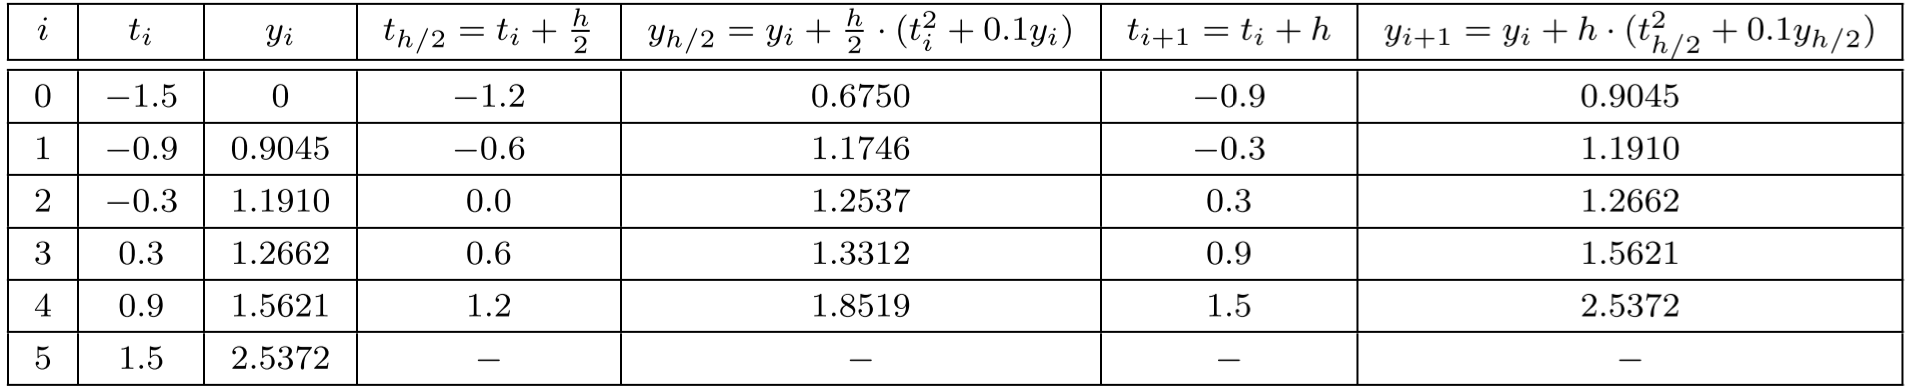 i t_i y_i t_{h/2} = t_i + \frac{h}{2} y_{h/2} = y_i + \frac{h}{2} · (t_i^2 + 0.1y_i) t_{i+1} = t_i + h y_{i+1} = y_i + h · (t_{h/2}^2 + 0.1y_{h/2})
0 −1.5 0 −1.2 0.6750 −0.9 0.9045
1 −0.9 0.9045 −0.6 1.1746 −0.3 1.1910
2 −0.3 1.1910 0.0 1.2537 0.3 1.2662
3 0.3 1.2662 0.6 1.3312 0.9 1.5621
4 0.9 1.5621 1.2 1.8519 1.5 2.5372
5 1.5 2.5372 − − − −